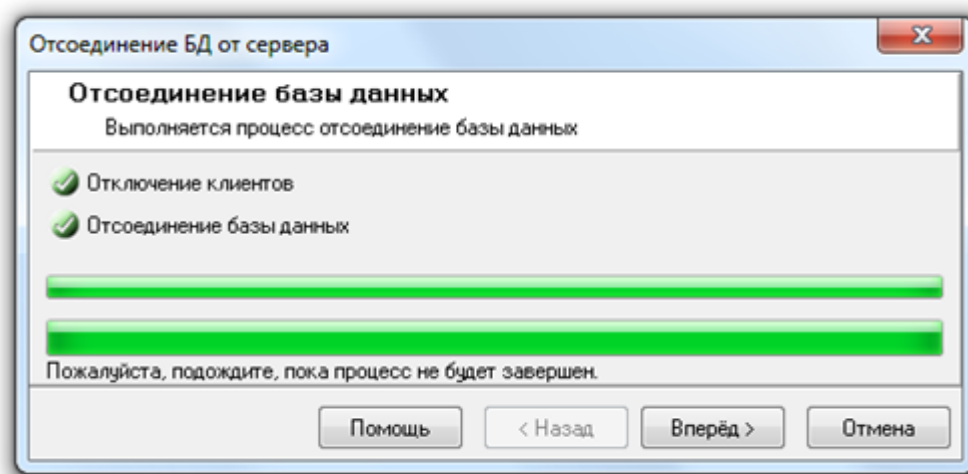 Отсоединение БД от сервера
Отсоединение базы данных
Выполняется процесс отсоединение базы данных
Отключение клиентов
Отсоединение базы данных
Пожалуйста, подождите, пока процесс не будет завершен.
Помощь < Назад Вперёд > Отмена